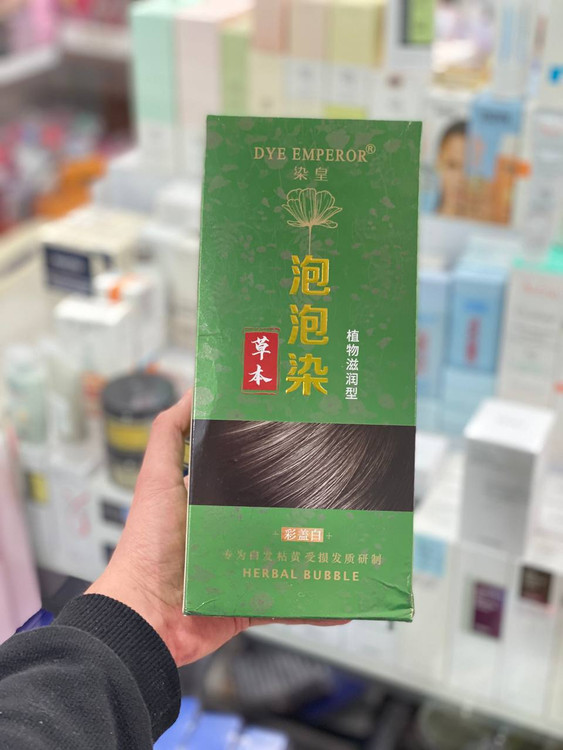 DYE EMPEROR®
染皇
泡泡染
草本
植物滋润型
彩盖白
专为白发枯黄受损发质研制
HERBAL BUBBLE